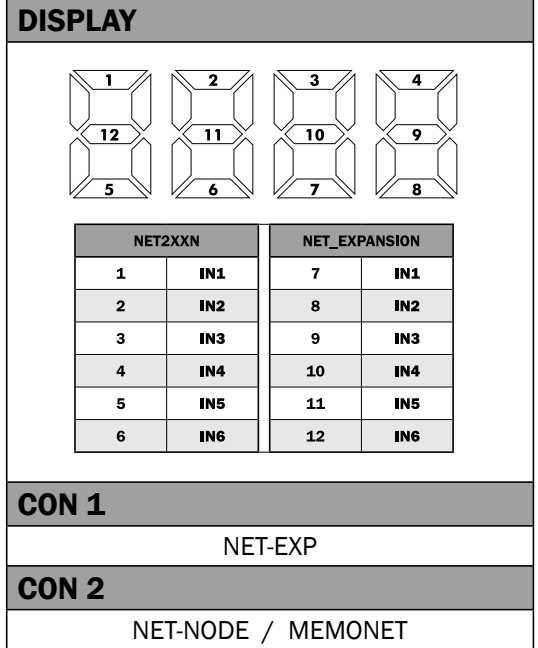 DISPLAY
1 2 3 4
12 11 10 9
5 6 7 8
NET2XXN NET_EXPANSION
1 IN1 7 IN1
2 IN2 8 IN2
3 IN3 9 IN3
4 IN4 10 IN4
5 IN5 11 IN5
6 IN6 12 IN6
CON 1
NET-EXP
CON 2
NET-NODE / MEMONET